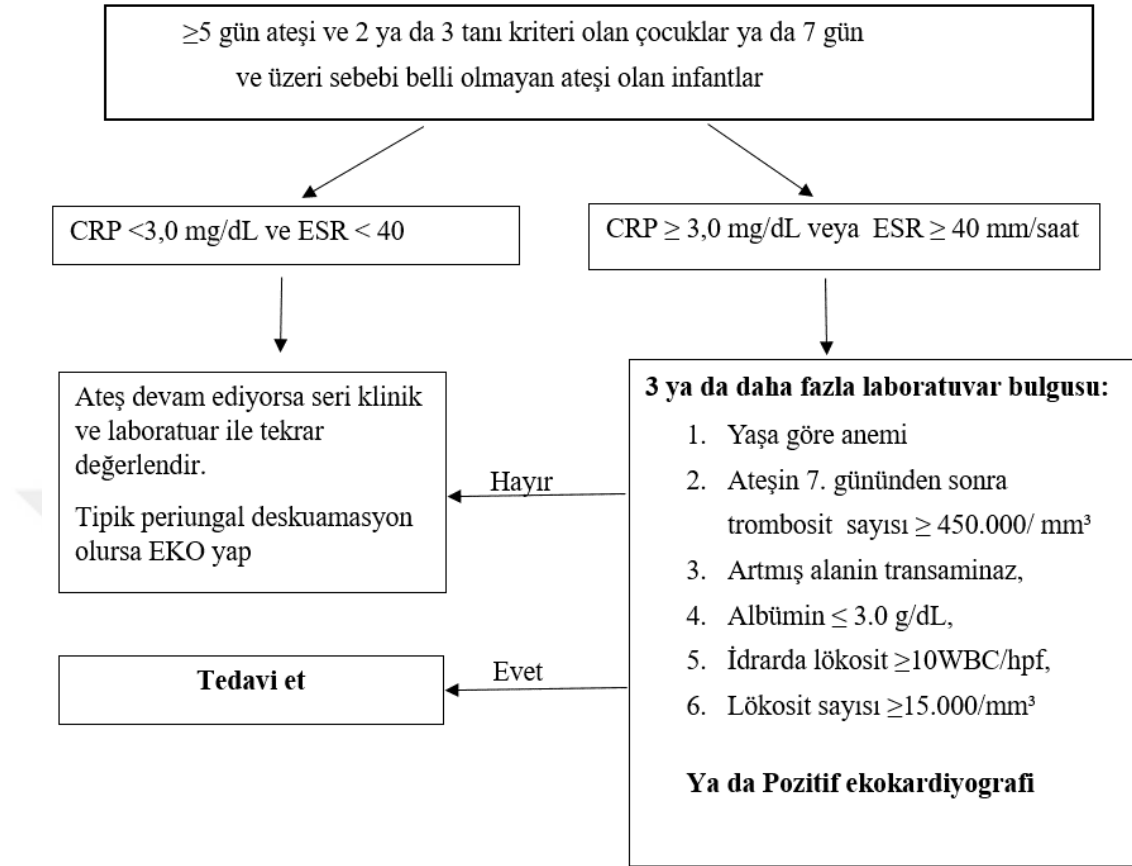 ≥5 gün ateşi ve 2 ya da 3 tanı kriteri olan çocuklar ya da 7 gün
ve üzeri sebebi belli olmayan ateşi olan infantlar
CRP <3,0 mg/dL ve ESR < 40
CRP ≥ 3,0 mg/dL veya ESR ≥ 40 mm/saat
Ateş devam ediyorsa seri klinik
ve laboratuar ile tekrar
değerlendir.
Tipik periungal deskuamasyon
olursa EKO yap
Hayır
3 ya da daha fazla laboratuvar bulgusu:
1. Yaşa göre anemi
2. Ateşin 7. gününden sonra
trombosit sayısı ≥ 450.000/ mm³
3. Artmış alanin transaminaz,
4. Albümin ≤ 3.0 g/dL,
5. İdrarda lökosit ≥10WBC/hpf,
6. Lökosit sayısı ≥15.000/mm³
Ya da Pozitif ekokardiyografi
Evet
Tedavi et